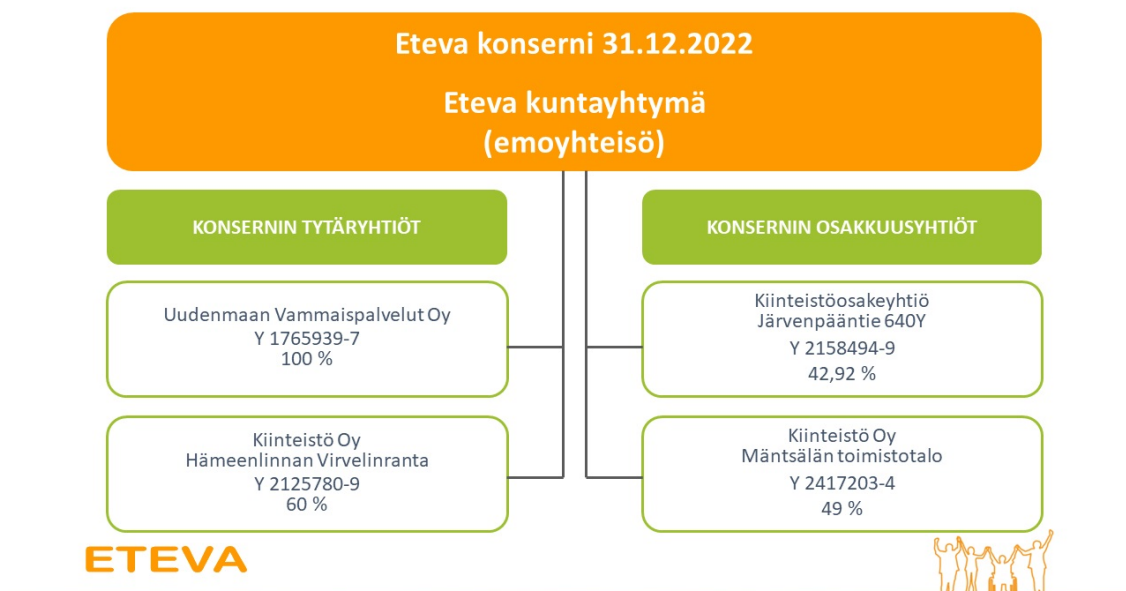 Eteva konserni 31.12.2022
Eteva kuntayhtymä
(emoyhteisö)
KONSERNIN TYTÄRYHTIÖT
Uudenmaan Vammaispalvelut Oy
Y 1765939-7
100 %
Kiinteistö Oy
Hämeenlinnan Virvelinranta
Y 2125780-9
60 %
KONSERNIN OSAKKUUSYHTIÖT
Kiinteistöosakeyhtiö
Järvenpääntie 640Y
Y 2158494-9
42,92 %
Kiinteistö Oy
Mäntsälän toimistotalo
Y 2417203-4
49 %
ETEVA